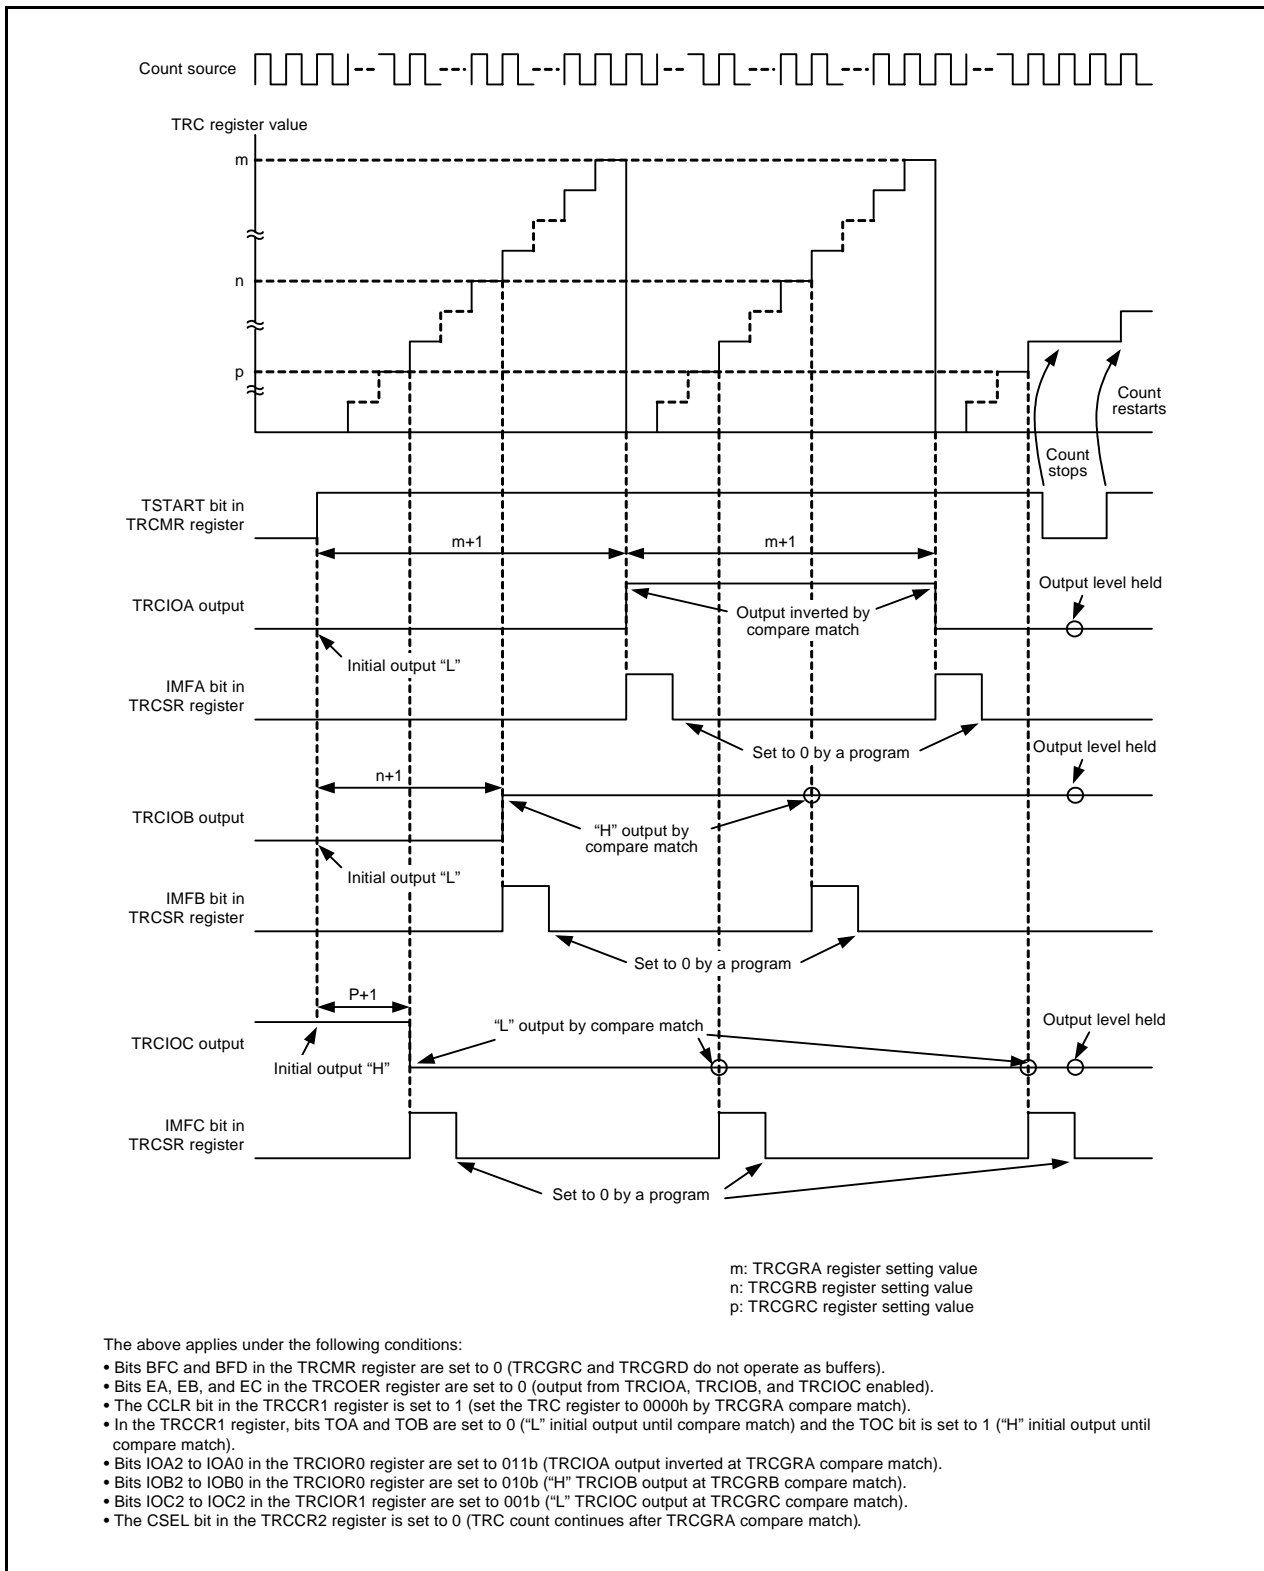 Count source
TRC register value
m
n
p
Count
restarts
Count
stops
TSTART bit in
TRCMR register
m+1
m+1
Output level held
TRCIOA output
Output inverted by
compare match
Initial output “L”
IMFA bit in
TRCSR register
Set to 0 by a program
Output level held
n+1
TRCIOB output
“H” output by
compare match
Initial output “L”
IMFB bit in
TRCSR register
Set to 0 by a program
P+1
“L” output by compare match
Output level held
TRCIOC output
Initial output “H”
IMFC bit in
TRCSR register
Set to 0 by a program
m: TRCGRA register setting value
n: TRCGRB register setting value
p: TRCGRC register setting value
The above applies under the following conditions:
• Bits BFC and BFD in the TRCMR register are set to 0 (TRCGRC and TRCGRD do not operate as buffers).
• Bits EA, EB, and EC in the TRCOER register are set to 0 (output from TRCIOA, TRCIOB, and TRCIOC enabled).
• The CCLR bit in the TRCCR1 register is set to 1 (set the TRC register to 0000h by TRCGRA compare match).
• In the TRCCR1 register, bits TOA and TOB are set to 0 (“L” initial output until compare match) and the TOC bit is set to 1 (“H” initial output until
compare match).
• Bits IOA2 to IOA0 in the TRCIOR0 register are set to 011b (TRCIOA output inverted at TRCGRA compare match).
• Bits IOB2 to IOB0 in the TRCIOR0 register are set to 010b (“H” TRCIOB output at TRCGRB compare match).
• Bits IOC2 to IOC2 in the TRCIOR1 register are set to 001b (“L” TRCIOC output at TRCGRC compare match).
• The CSEL bit in the TRCCR2 register is set to 0 (TRC count continues after TRCGRA compare match).